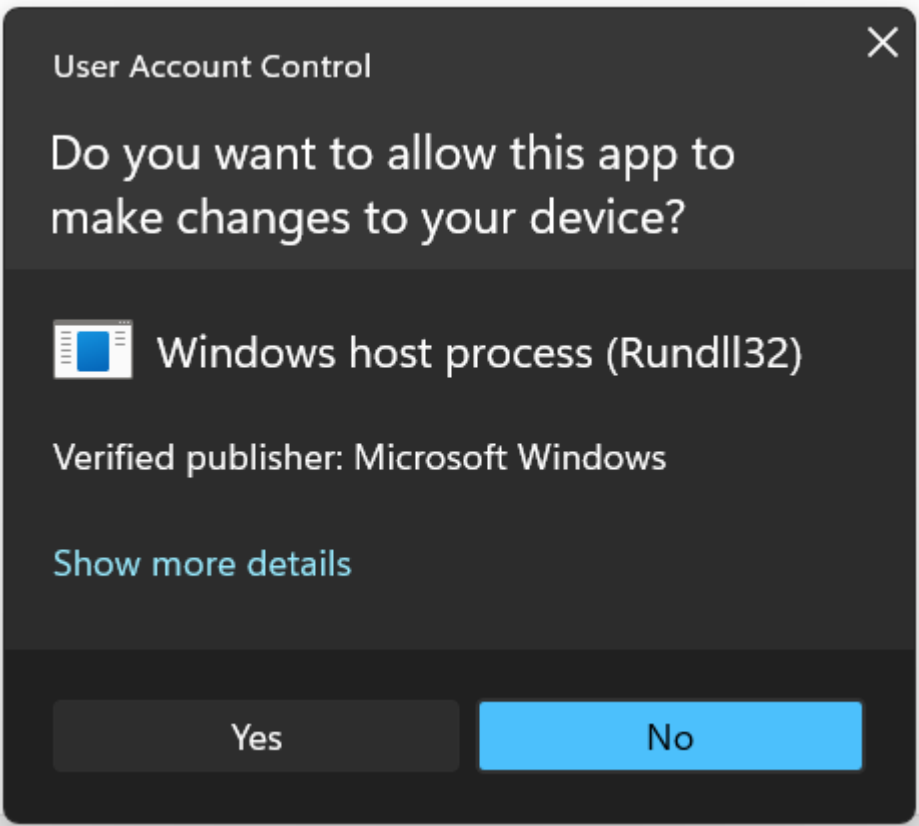 User Account Control
Do you want to allow this app to
make changes to your device?
Windows host process (Rundll32)
Verified publisher: Microsoft Windows
Show more details
Yes
No